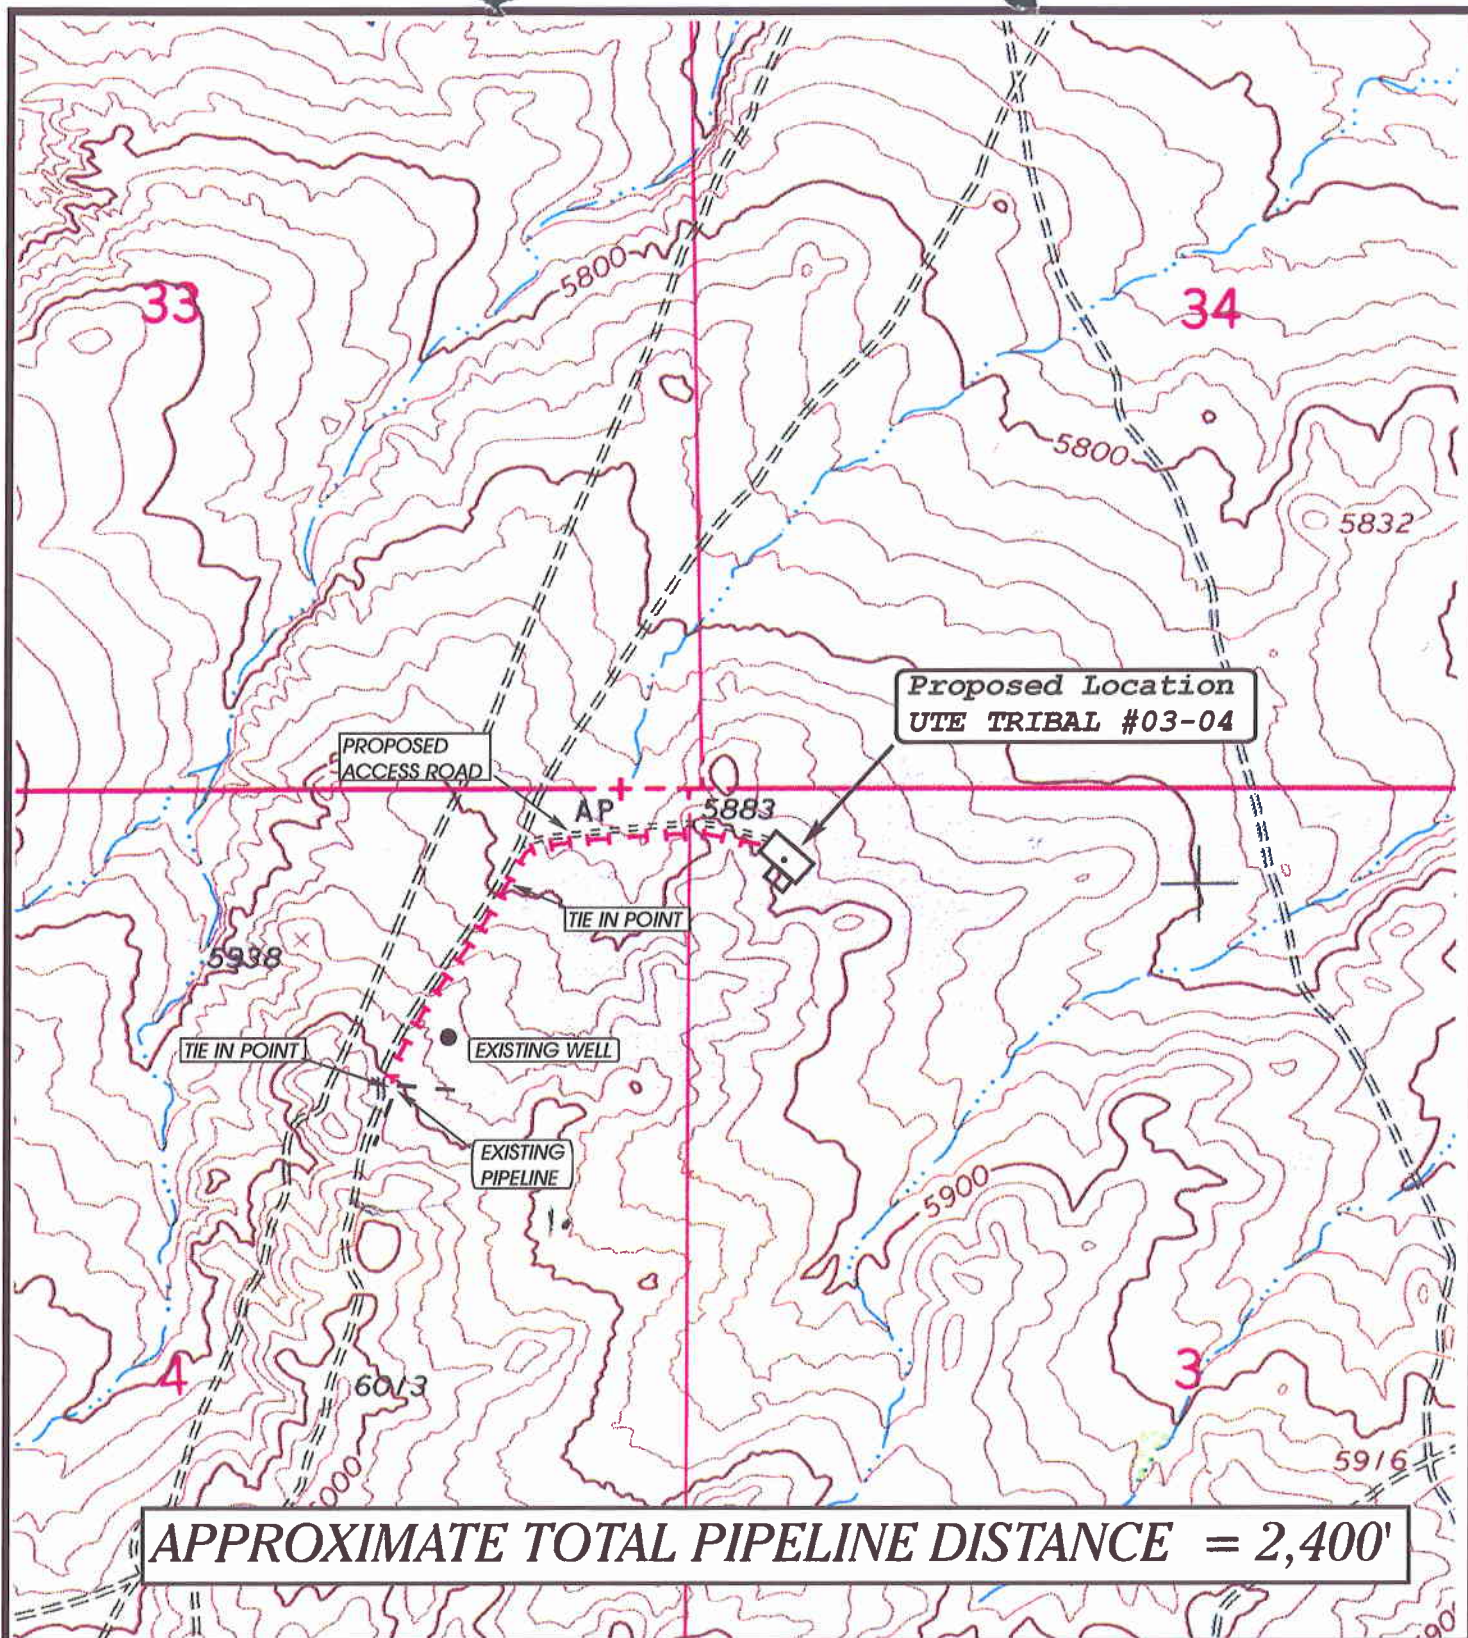 5800
33
34
5800
5832
Proposed Location
UTE TRIBAL #03-04
PROPOSED
ACCESS ROAD
AP
5883
TIE IN POINT
5938
TIE IN POINT
EXISTING WELL
EXISTING
PIPELINE
5900
4
6013
3
5916
APPROXIMATE TOTAL PIPELINE DISTANCE = 2,400'